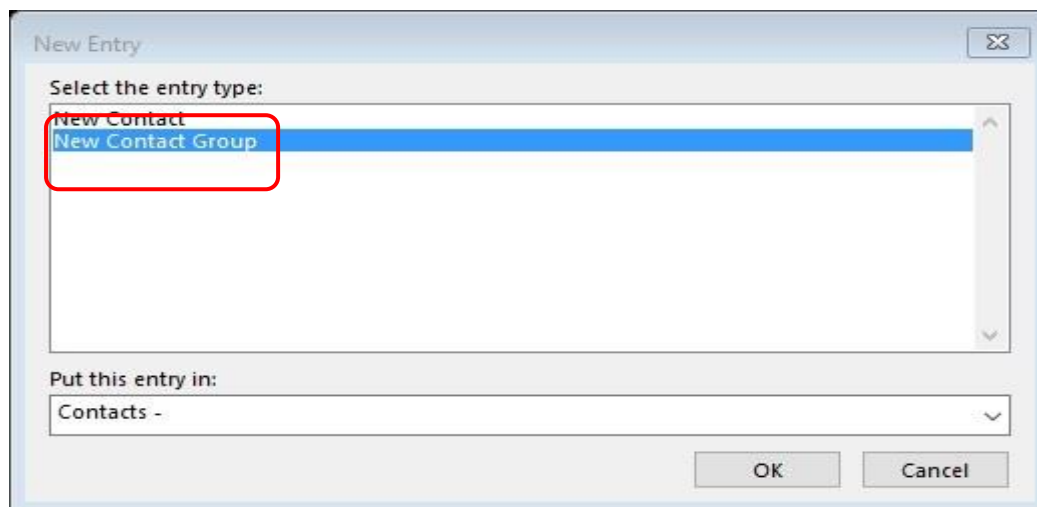 New Entry
Select the entry type:
New Contact
New Contact Group
Put this entry in:
Contacts -
OK
Cancel